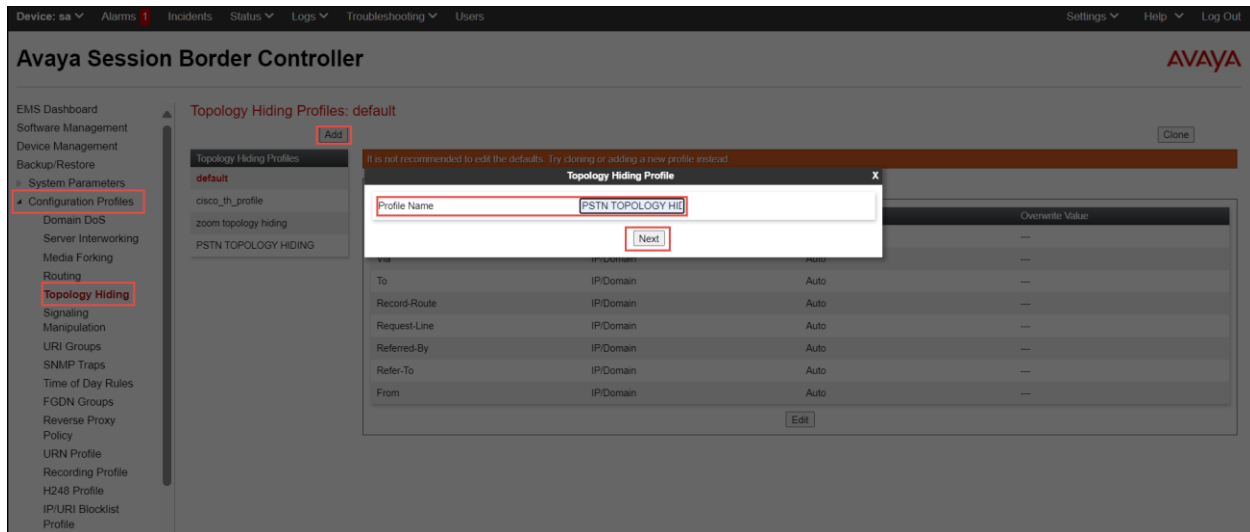 Device: sa Alarms 1 Incidents Status Logs Troubleshooting Users Settings Help Log Out
Avaya Session Border Controller
AVAYA
EMS Dashboard
Software Management
Device Management
Backup/Restore
System Parameters
Configuration Profiles
Domain DoS
Server Interworking
Media Forking
Routing
Topology Hiding
Signaling
Manipulation
URI Groups
SNMP Traps
Time of Day Rules
FGDN Groups
Reverse Proxy
Policy
URN Profile
Recording Profile
H248 Profile
IP/URI Blocklist
Profile
Topology Hiding Profiles: default
Add
Clone
Topology Hiding Profiles
default
cisco_th_profile
zoom topology hiding
PSTN TOPOLOGY HIDING
It is not recommended to edit the defaults. Try cloning or adding a new profile instead.
Topology Hiding Profile X
Profile Name PSTN TOPOLOGY HID
Next
Overwrite Value
---
Via IP/Domain Auto ---
To IP/Domain Auto ---
Record-Route IP/Domain Auto ---
Request-Line IP/Domain Auto ---
Referred-By IP/Domain Auto ---
Refer-To IP/Domain Auto ---
From IP/Domain Auto ---
Edit